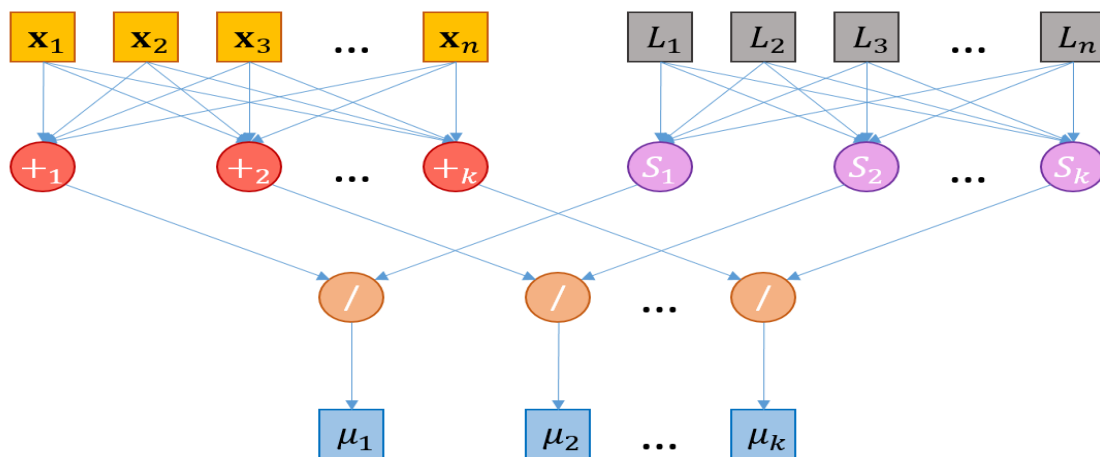 x₁ x₂ x₃ ... xₙ L₁ L₂ L₃ ... Lₙ
+₁ +₂ ... +ₖ S₁ S₂ ... Sₖ
/ / ... /
μ₁ μ₂ ... μₖ